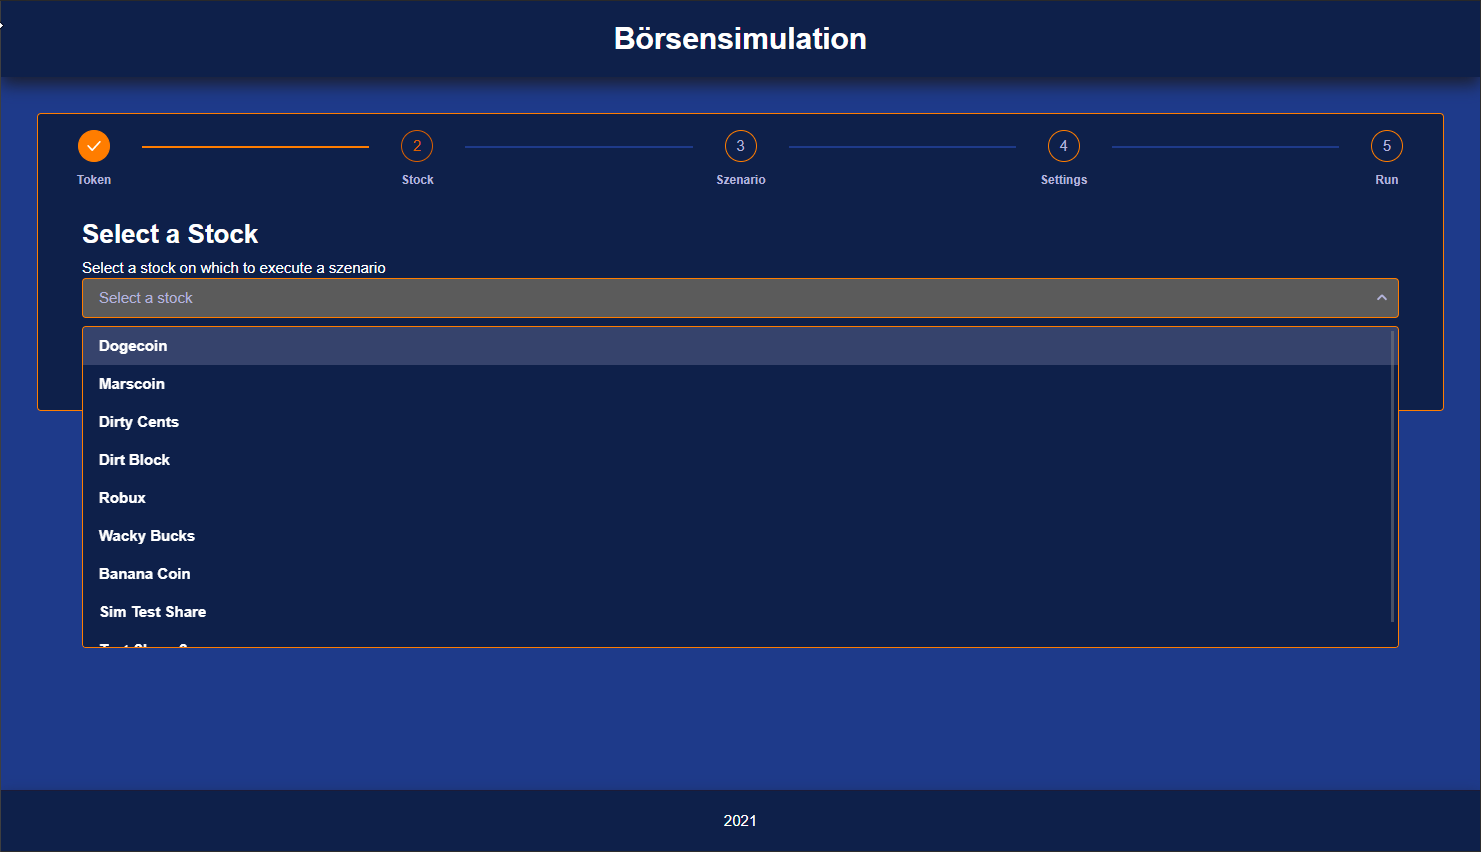 Börsensimulation
2 3 4 5
Token Stock Szenario Settings Run
Select a Stock
Select a stock on which to execute a szenario
Select a stock
Dogecoin
Marscoin
Dirty Cents
Dirt Block
Robux
Wacky Bucks
Banana Coin
Sim Test Share
2021